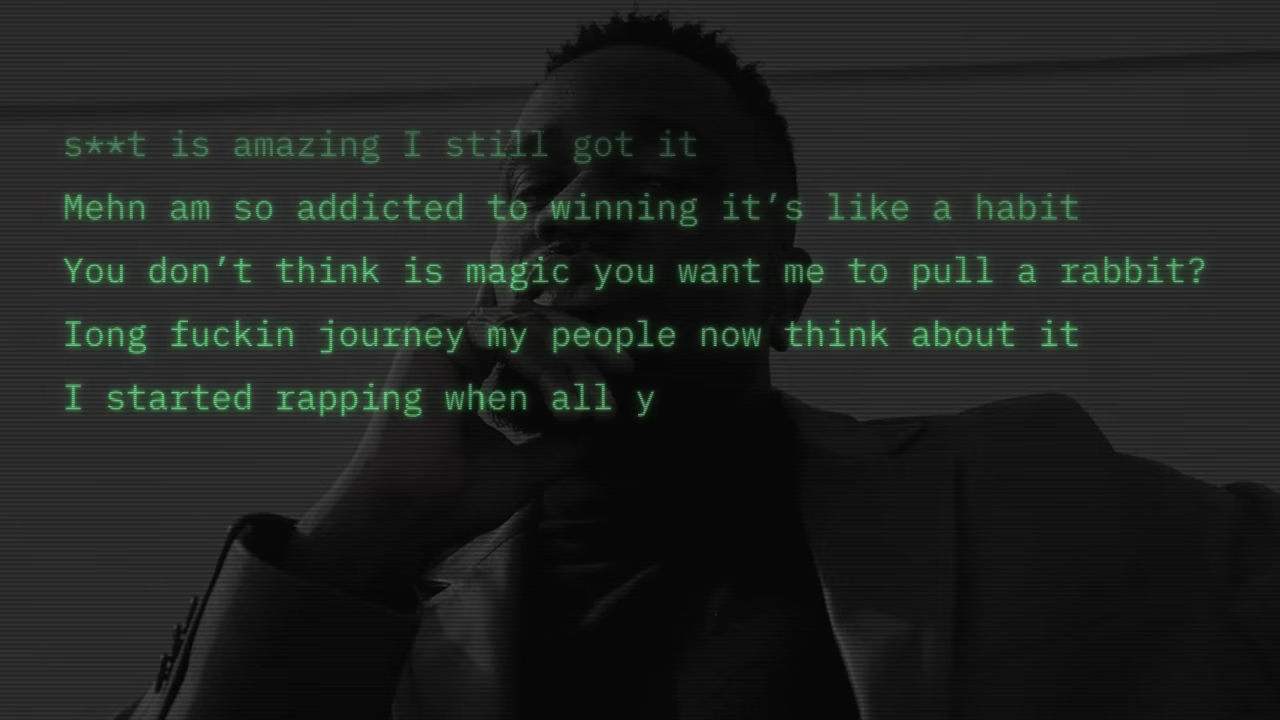 s**t is amazing I still got it
Mehn am so addicted to winning it’s like a habit
You don’t think is magic you want me to pull a rabbit?
Iong fuckin journey my people now think about it
I started rapping when all y